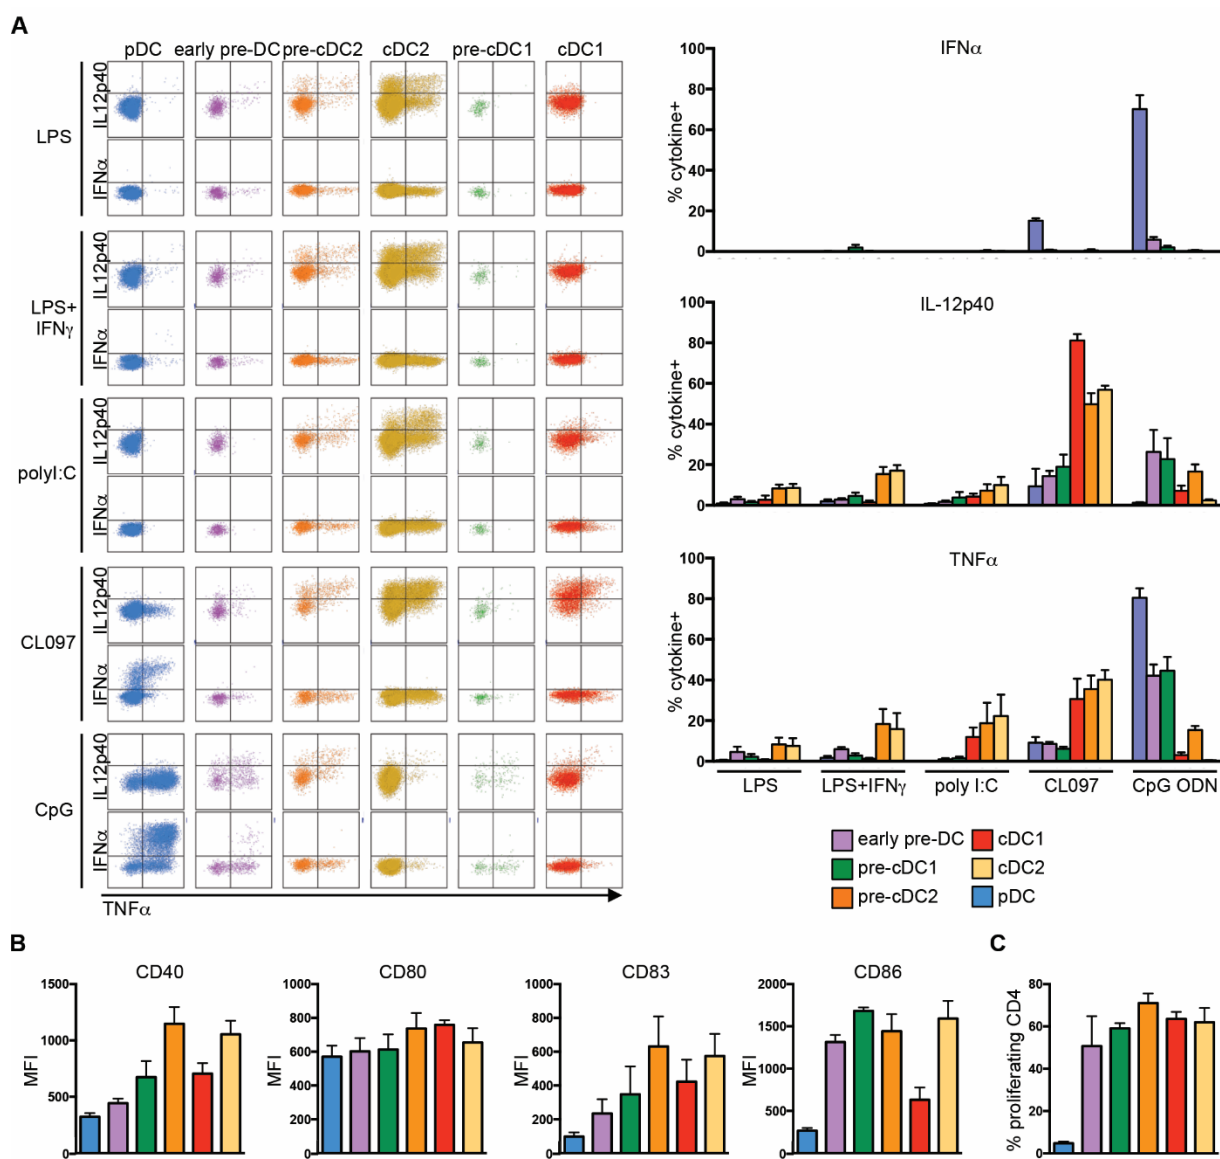 A
pDC early pre-DC pre-cDC2 cDC2 pre-cDC1 cDC1
LPS
IL12p40
IFNα
LPS+
IFNγ
IL12p40
IFNα
polyI:C
IL12p40
IFNα
CL097
IL12p40
IFNα
CpG
IL12p40
IFNα
TNFα
IFNα
% cytokine+
100
80
60
40
20
0
IL-12p40
% cytokine+
100
80
60
40
20
0
TNFα
% cytokine+
100
80
60
40
20
0
LPS LPS+IFNγ poly I:C CL097 CpG ODN
early pre-DC cDC1
pre-cDC1 cDC2
pre-cDC2 pDC
B
CD40
MFI
1500
1000
500
0
CD80
MFI
1000
800
600
400
200
0
CD83
MFI
1000
800
600
400
200
0
CD86
MFI
2000
1500
1000
500
0
C
% proliferating CD4
80
60
40
20
0